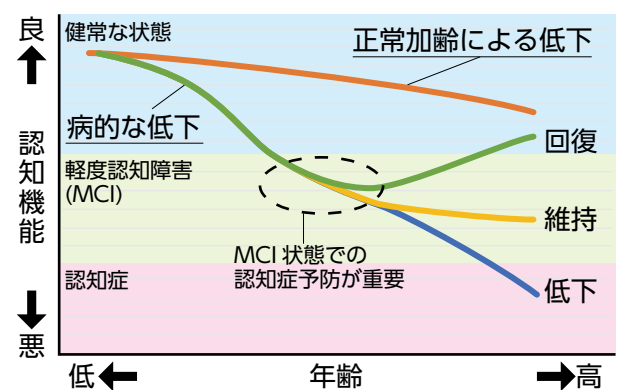 良
健常な状態
正常加齢による低下
病的な低下
回復
認知機能
軽度認知障害
(MCI)
維持
MCI 状態での
認知症予防が重要
認知症
低下
悪
低
年齢
高